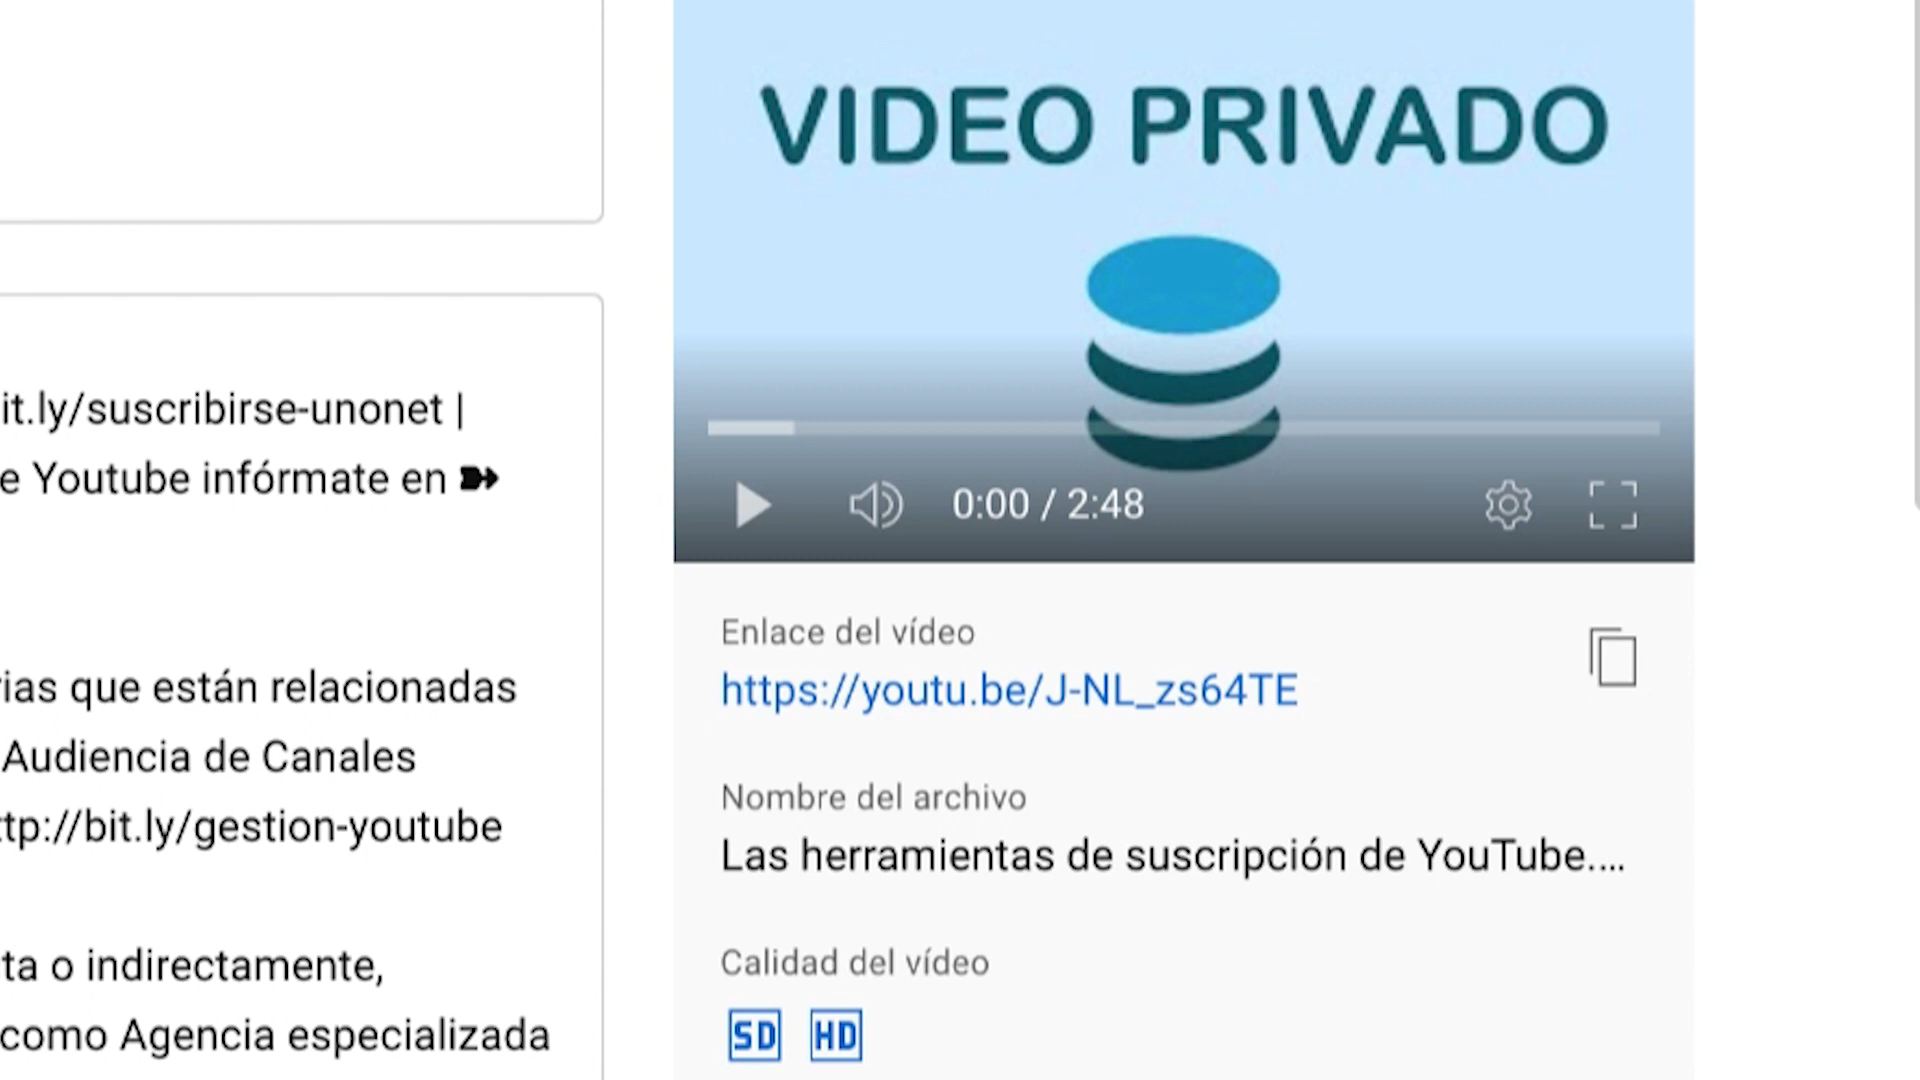 it.ly/suscribirse-unonet |
e Youtube infórmate en ➽
ias que están relacionadas
Audiencia de Canales
tp://bit.ly/gestion-youtube
ta o indirectamente,
como Agencia especializada
VIDEO PRIVADO
0:00 / 2:48
Enlace del vídeo
https://youtu.be/J-NL_zs64TE
Nombre del archivo
Las herramientas de suscripción de YouTube....
Calidad del vídeo
SD HD